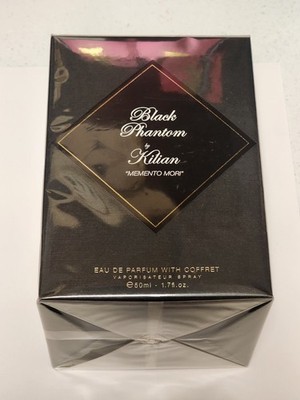 Black
Phantom
by
Kilian
"MEMENTO MORI"
EAU DE PARFUM WITH COFFRET
VAPORISATEUR SPRAY
℮50ml - 1.7fl.oz.